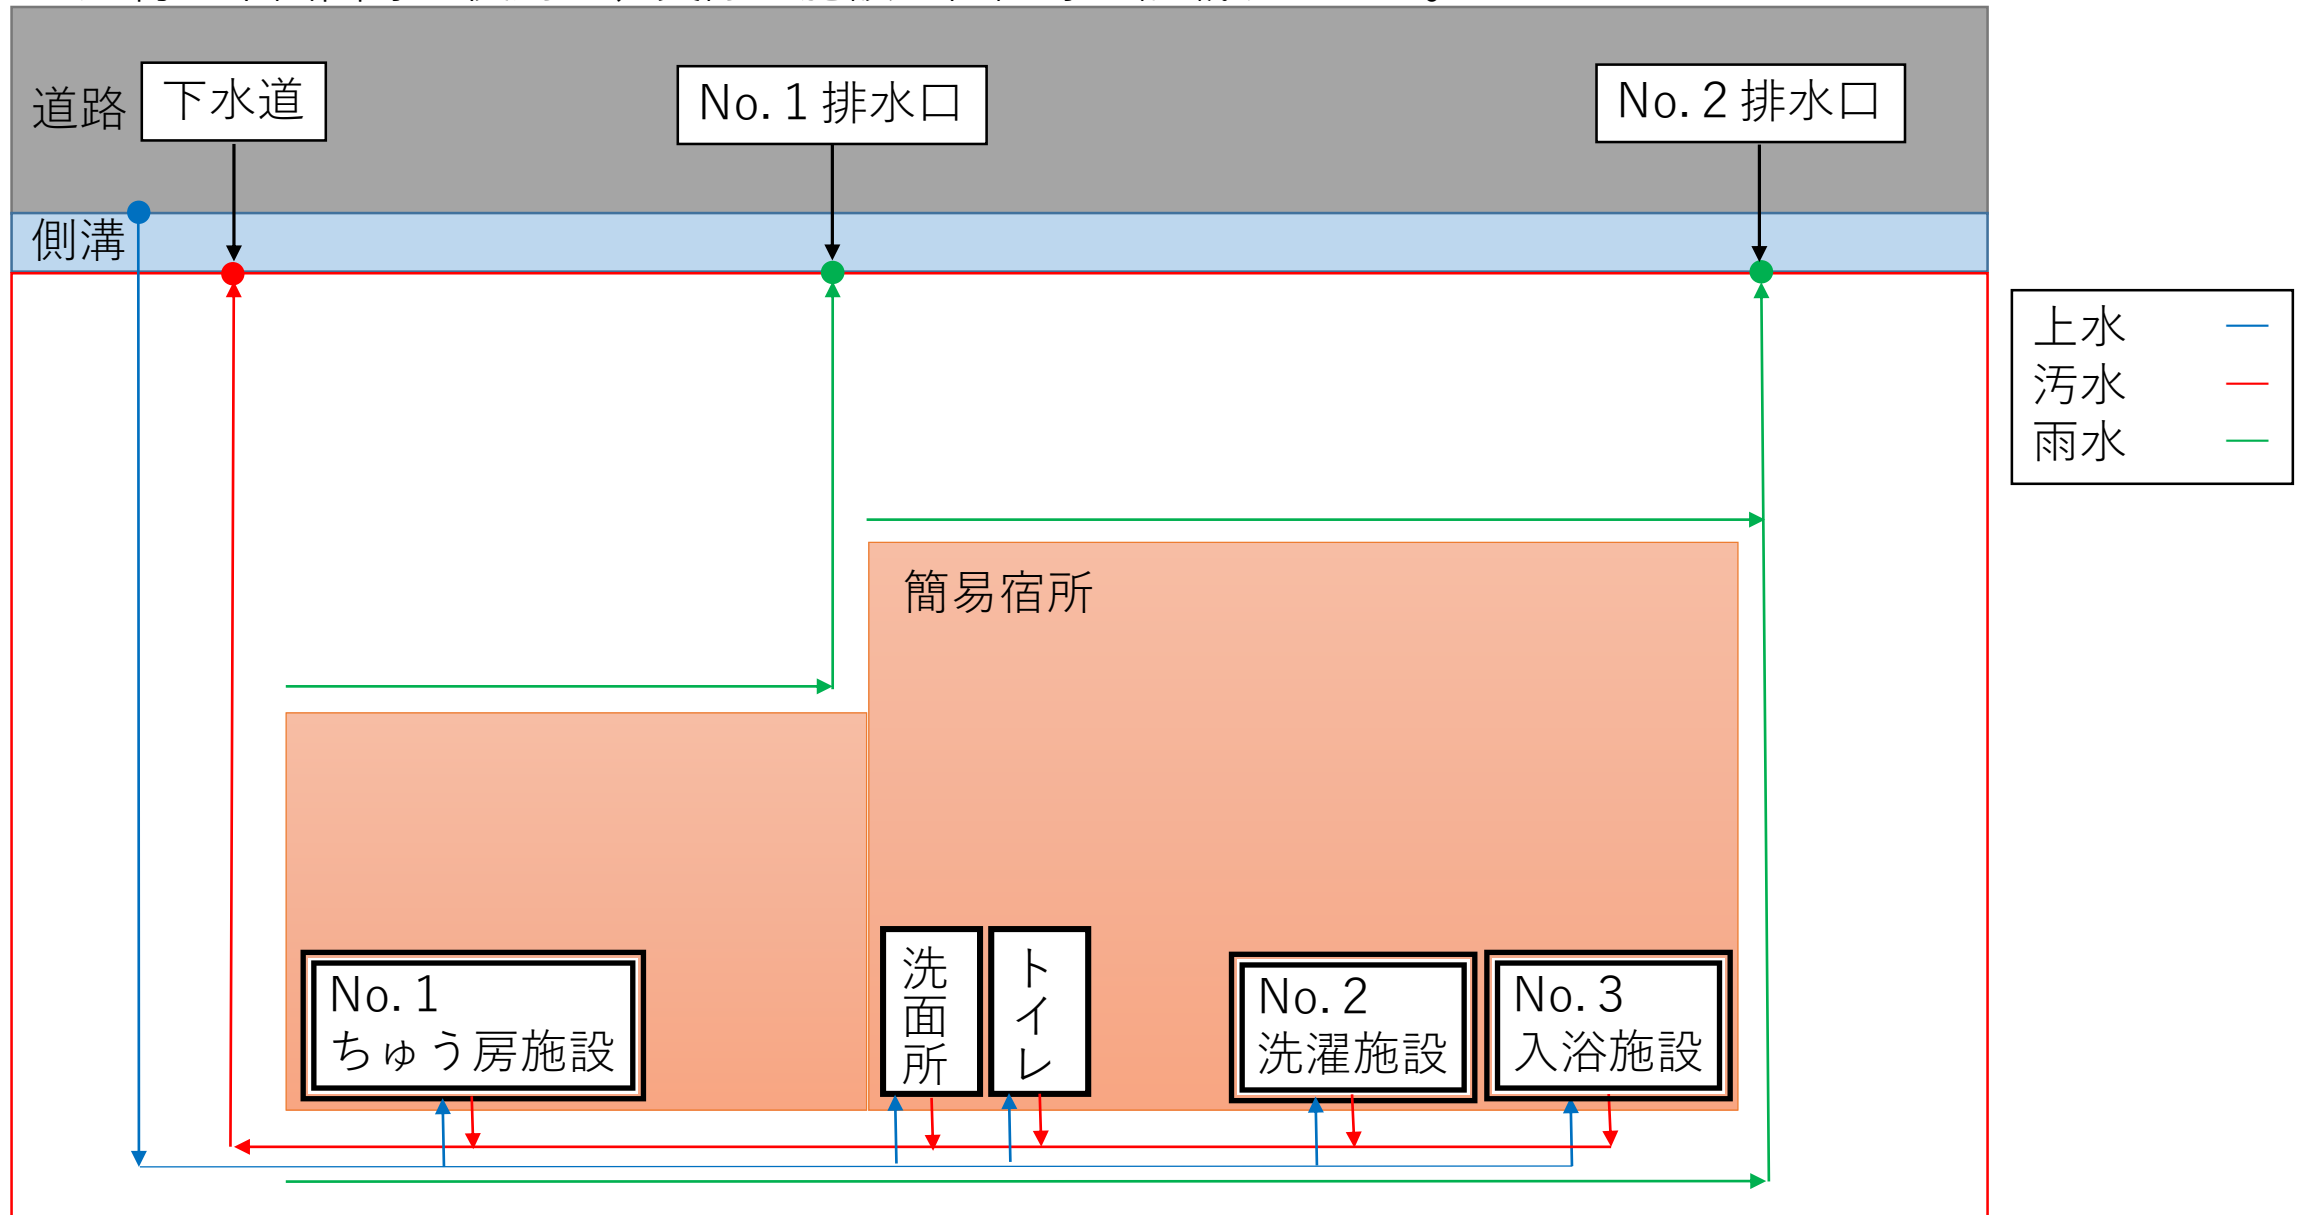 道路
下水道
No.1排水口
No.2排水口
側溝
上水
汚水
雨水
簡易宿所
No.1
ちゅう房施設
洗面所
トイレ
No.2
洗濯施設
No.3
入浴施設